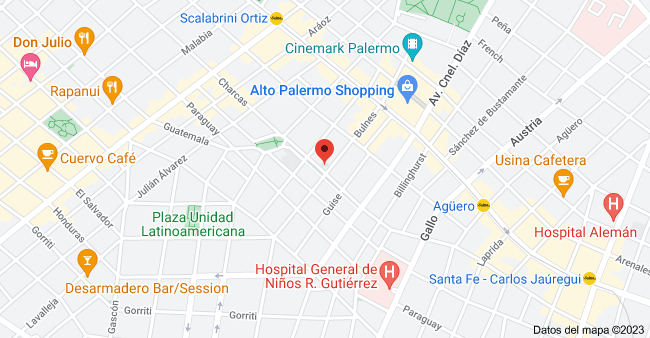 Scalabrini Ortiz
Aráoz
Peña
Don Julio
Malabia
Cinemark Palermo
French
Av. Cnel. Díaz
Rapanui
Charcas
Alto Palermo Shopping
Sánchez de Bustamante
Paraguay
Bulnes
Austria
Agüero
Guatemala
Cuervo Café
Julián Álvarez
Billinghurst
Usina Cafetera
El Salvador
Guise
Agüero
Honduras
Plaza Unidad
Latinoamericana
Gallo
Hospital Alemán
Gorriti
Laprida
Arenales
Hospital General de
Niños R. Gutiérrez
Santa Fe - Carlos Jaúregui
Desarmadero Bar/Session
Lavalleja
Gascón
Gorriti
Paraguay
Datos del mapa ©2023